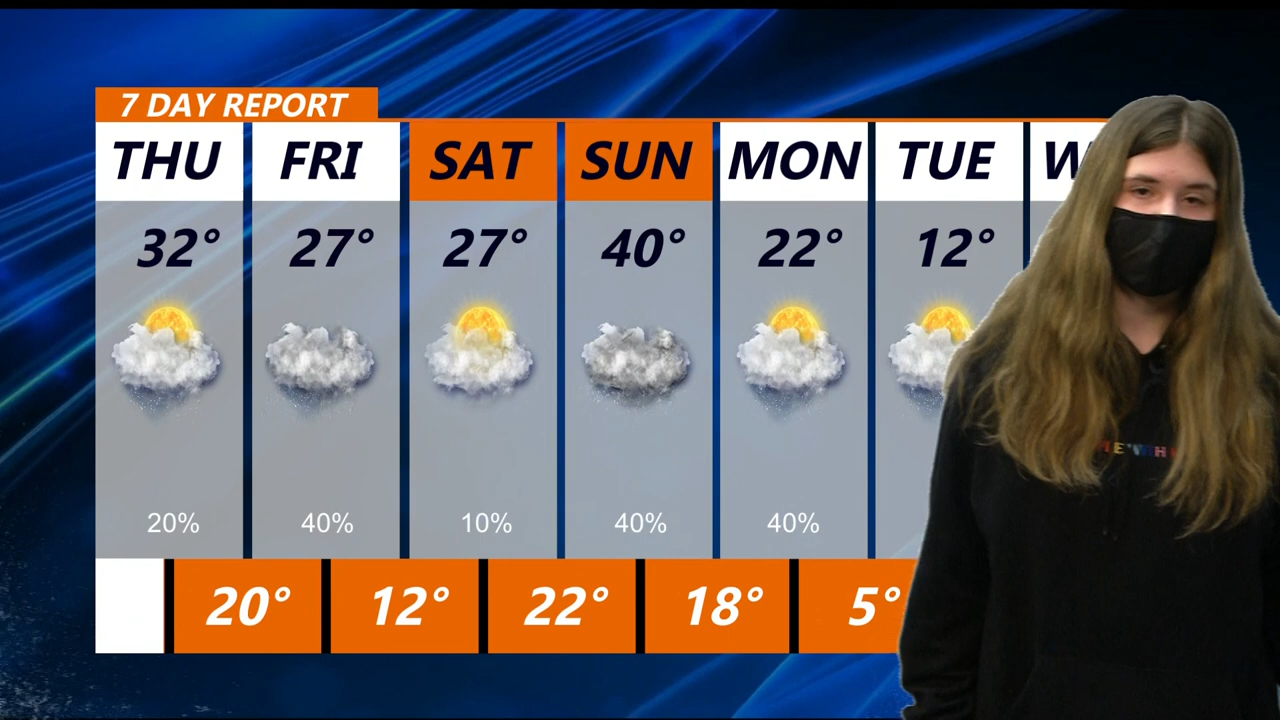 7 DAY REPORT
THU FRI SAT SUN MON TUE W
32° 27° 27° 40° 22° 12°
20% 40% 10% 40% 40%
20° 12° 22° 18° 5°